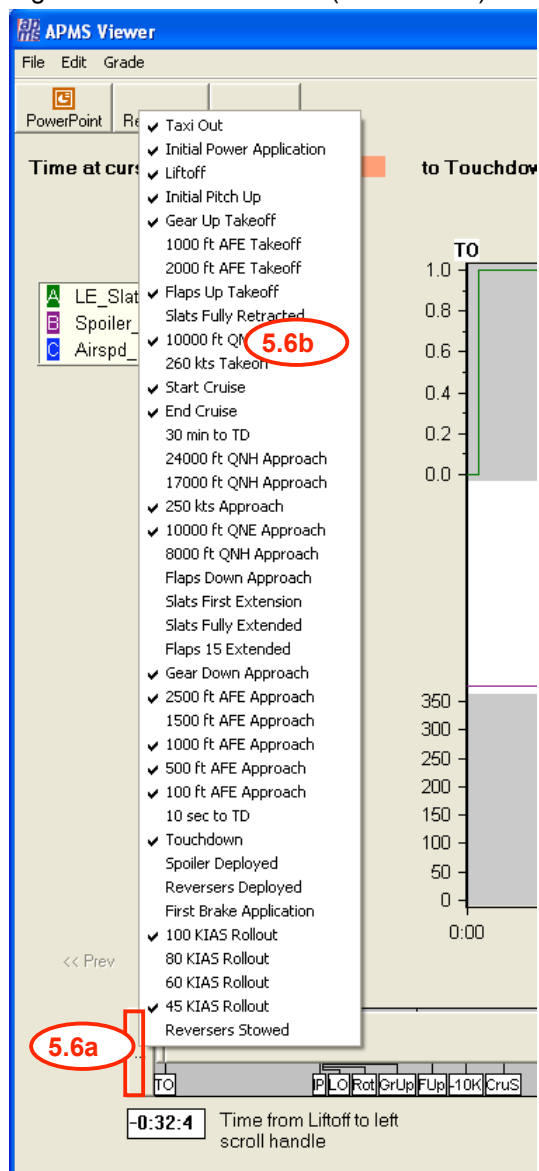 APMS Viewer
File Edit Grade
PowerPoint
Time at curs
to Touchdow
✓ Taxi Out
✓ Initial Power Application
✓ Liftoff
✓ Initial Pitch Up
✓ Gear Up Takeoff
1000 ft AFE Takeoff
2000 ft AFE Takeoff
✓ Flaps Up Takeoff
Slats Fully Retracted
✓ 10000 ft
5.6b
260 kts Takeoff
✓ Start Cruise
✓ End Cruise
30 min to TD
24000 ft QNH Approach
17000 ft QNH Approach
✓ 250 kts Approach
✓ 10000 ft QNE Approach
8000 ft QNH Approach
Flaps Down Approach
Slats First Extension
Slats Fully Extended
Flaps 15 Extended
✓ Gear Down Approach
✓ 2500 ft AFE Approach
1500 ft AFE Approach
✓ 1000 ft AFE Approach
✓ 500 ft AFE Approach
✓ 100 ft AFE Approach
10 sec to TD
✓ Touchdown
Spoiler Deployed
Reversers Deployed
First Brake Application
✓ 100 KIAS Rollout
80 KIAS Rollout
60 KIAS Rollout
✓ 45 KIAS Rollout
Reversers Stowed
A LE_Slat
B Spoiler_
C Airspd_
TO
1.0
0.8
0.6
0.4
0.2
0.0
350
300
250
200
150
100
50
0
0:00
<< Prev
5.6a
...
TO IP LO Rot GrUp FUp -10K CruS
-0:32:4 Time from Liftoff to left
scroll handle